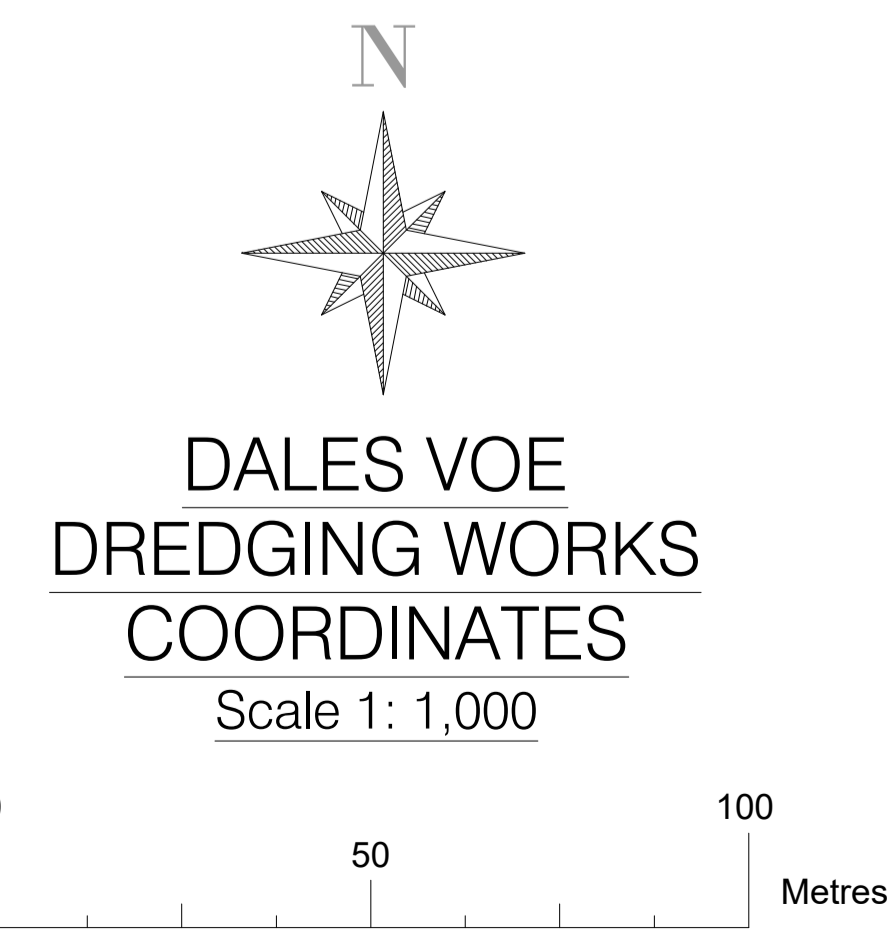 N
DALES VOE
DREDGING WORKS
COORDINATES
Scale 1: 1,000
100
50
Metres